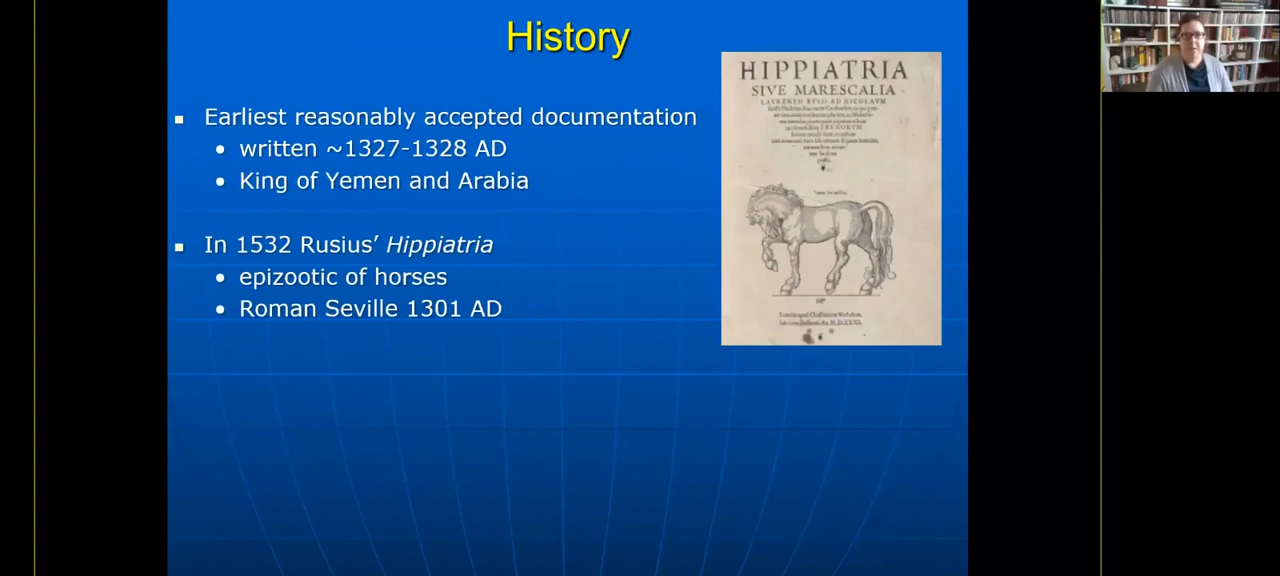 History
Earliest reasonably accepted documentation
written ~1327-1328 AD
King of Yemen and Arabia
In 1532 Rusius’ Hippiatria
epizootic of horses
Roman Seville 1301 AD
HIPPIATRIA
SIVE MARESCALIA